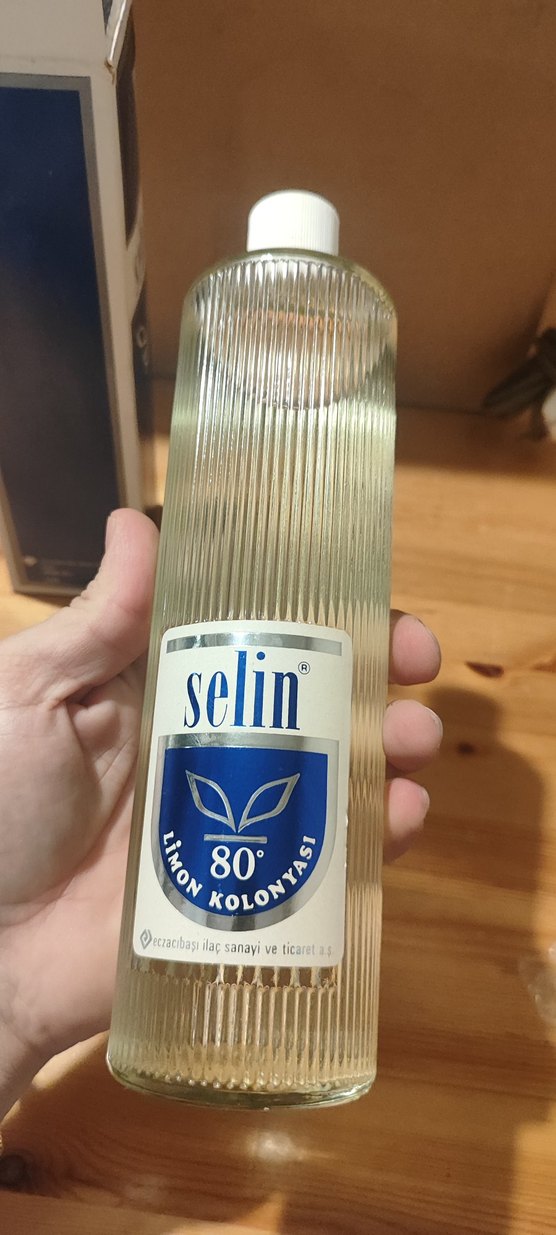 selin®
80°
LİMON KOLONYASI
eczacıbaşı ilaç sanayi ve ticaret a.ş.